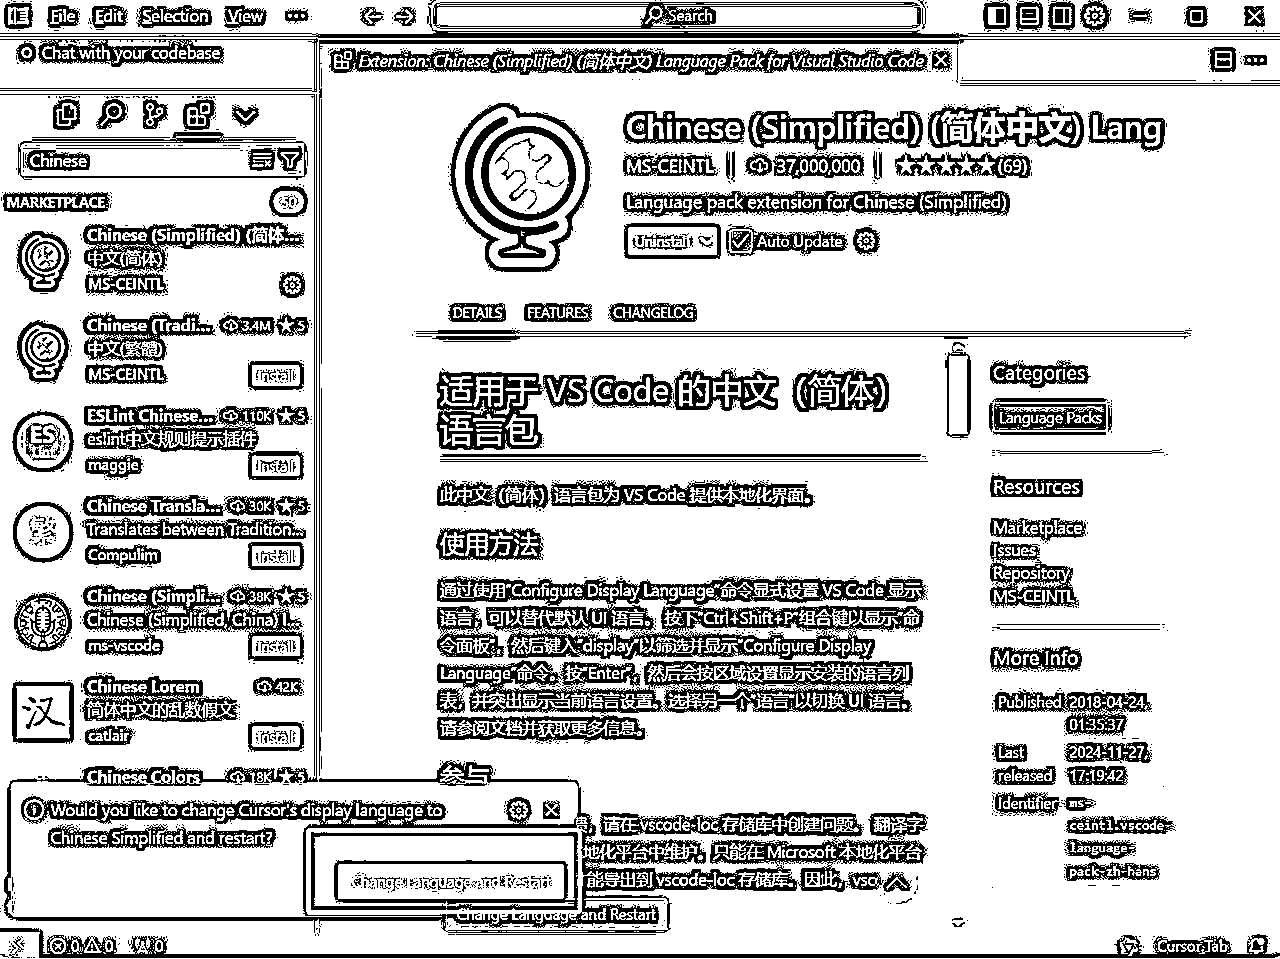 File Edit Selection View
Search
Chat with your codebase
Extension: Chinese (Simplified) (简体中文) Language Pack for Visual Studio Code
Chinese
MARKETPLACE 50
Chinese (Simplified) (简体...
中文(简体)
MS-CEINTL
Chinese (Tradi... 3.4M 5
中文(繁體)
MS-CEINTL Install
ESLint Chinese... 110K 5
eslint中文规则提示插件
maggie Install
Chinese Transla... 30K 5
Translates between Tradition...
Compulim Install
Chinese (Simpli... 38K 5
Chinese (Simplified, China) l...
ms-vscode Install
汉
Chinese Lorem 42K
简体中文的乱数假文
catlair Install
Chinese Colors 18K 5
Chinese (Simplified) (简体中文) Lang
MS-CEINTL 37,000,000 (69)
Language pack extension for Chinese (Simplified)
Uninstall Auto Update
DETAILS FEATURES CHANGELOG
适用于 VS Code 的中文（简体）
语言包
此中文（简体）语言包为 VS Code 提供本地化界面。
使用方法
通过使用“Configure Display Language”命令显式设置 VS Code 显示
语言，可以替代默认 UI 语言。 按下“Ctrl+Shift+P”组合键以显示“命
令面板”，然后键入“display”以筛选并显示“Configure Display
Language”命令。按“Enter”，然后会按区域设置显示安装的语言列
表，并突出显示当前语言设置。选择另一个“语言”以切换 UI 语言。
请参阅文档并获取更多信息。
参与
请在 vscode-loc 存储库中创建问题。 翻译字
地化平台中维护。只能在 Microsoft 本地化平台
能导出到 vscode-loc 存储库。因此，vsc
Categories
Language Packs
Resources
Marketplace
Issues
Repository
MS-CEINTL
More Info
Published 2018-04-24,
01:35:37
Last 2024-11-27,
released 17:19:42
Identifier ms-
ceintl.vscode-
language-
pack-zh-hans
Would you like to change Cursor's display language to
Chinese Simplified and restart?
Change Language and Restart
Change Language and Restart
0 0 0
Cursor Tab